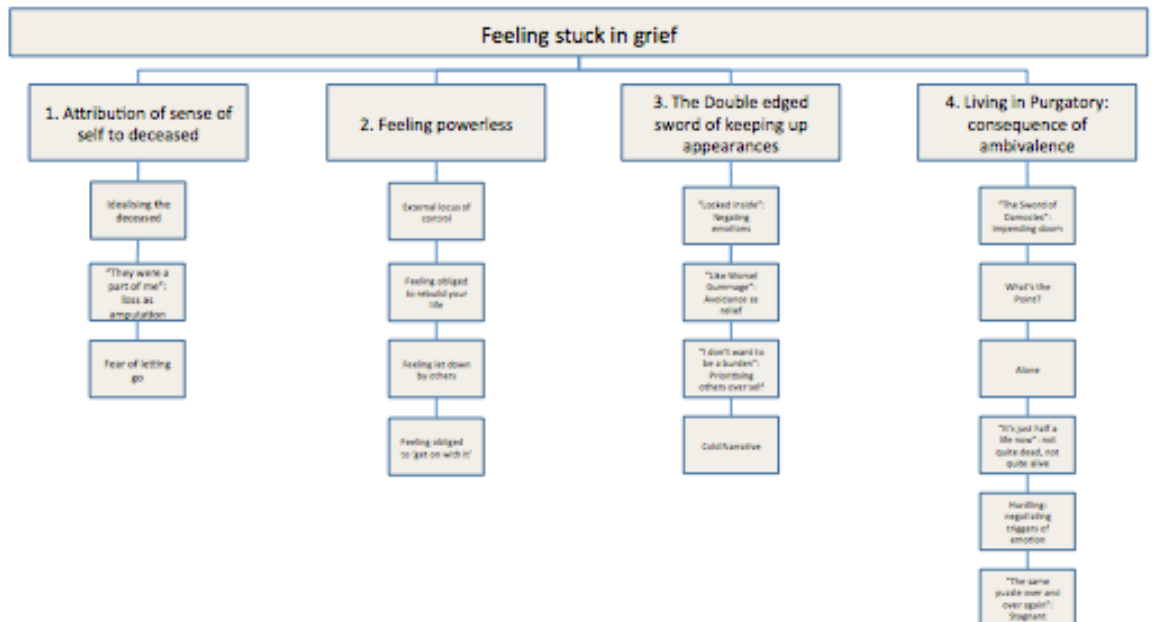 Feeling stuck in grief
1. Attribution of sense of
self to deceased
Idealising the
deceased
"They were a
part of me":
loss as
amputation
Fear of letting
go
2. Feeling powerless
External locus of
control
Feeling obliged
to rebuild your
life
Feeling let down
by others
Feeling obliged
to 'get on with it'
3. The Double edged
sword of keeping up
appearances
"Locked inside":
Negating
emotions
"Like Worsel
Gummage":
Avoidance as
relief
"I don't want to
be a burden":
Prioritising
others over self
Cold Narrative
4. Living in Purgatory:
consequence of
ambivalence
"The Sword of
Damocles":
impending doom
What's the
Point?
Alone
"It's just half a
life now": not
quite dead, not
quite alive
Hurdling:
negotiating
triggers of
emotion
"The same
puzzle over and
over again":
Stagnant